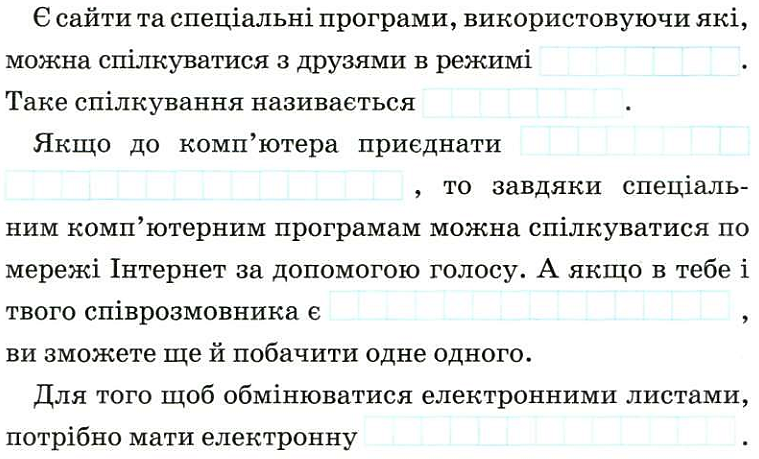 Є сайти та спеціальні програми, використовуючи які,
можна спілкуватися з друзями в режимі .
Таке спілкування називається .
Якщо до комп’ютера приєднати
, то завдяки спеціаль-
ним комп’ютерним програмам можна спілкуватися по
мережі Інтернет за допомогою голосу. А якщо в тебе і
твого співрозмовника є ,
ви зможете ще й побачити одне одного.
Для того щоб обмінюватися електронними листами,
потрібно мати електронну .